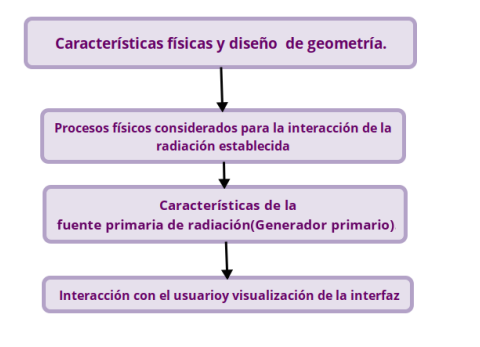 Características físicas y diseño  de geometría.
Procesos físicos considerados para la interacción de la
radiación establecida
Características de la
fuente primaria de radiación(Generador primario)
Interacción con el usuarioy visualización de la interfaz